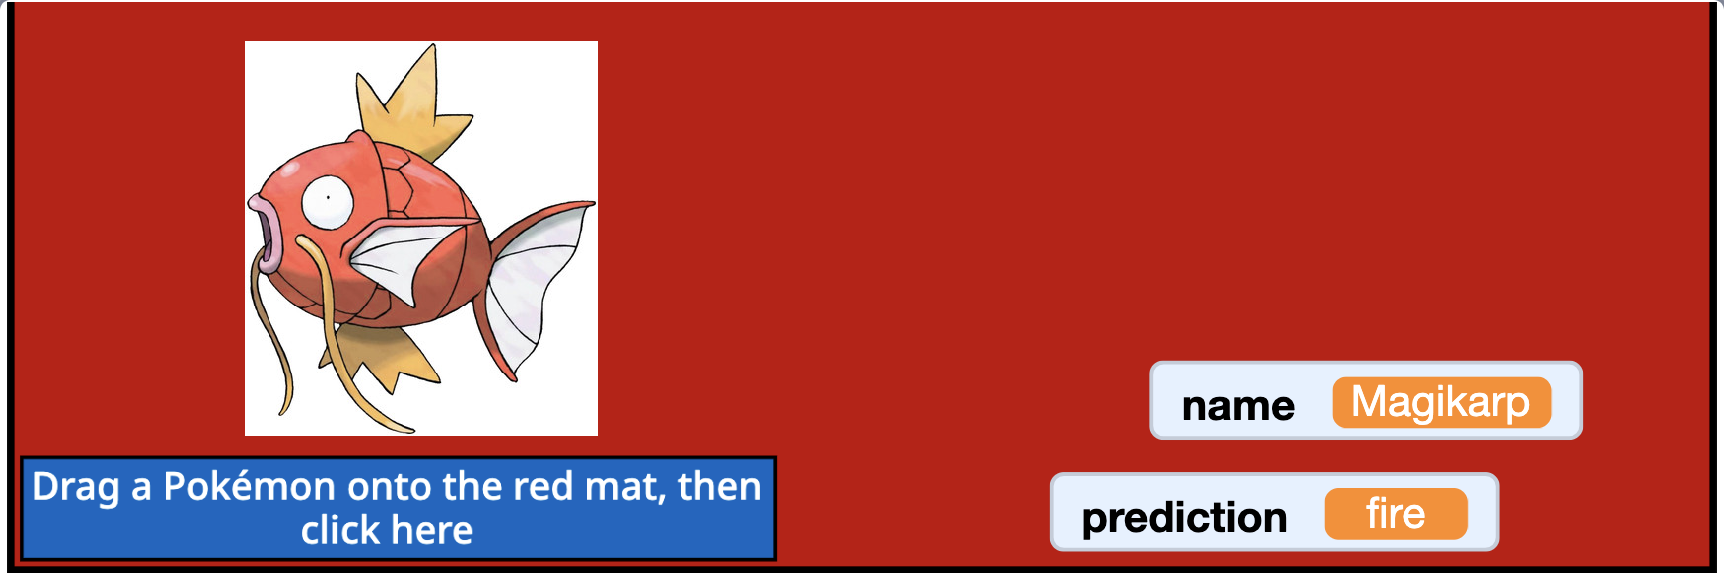 name Magikarp
Drag a Pokémon onto the red mat, then
click here
prediction fire